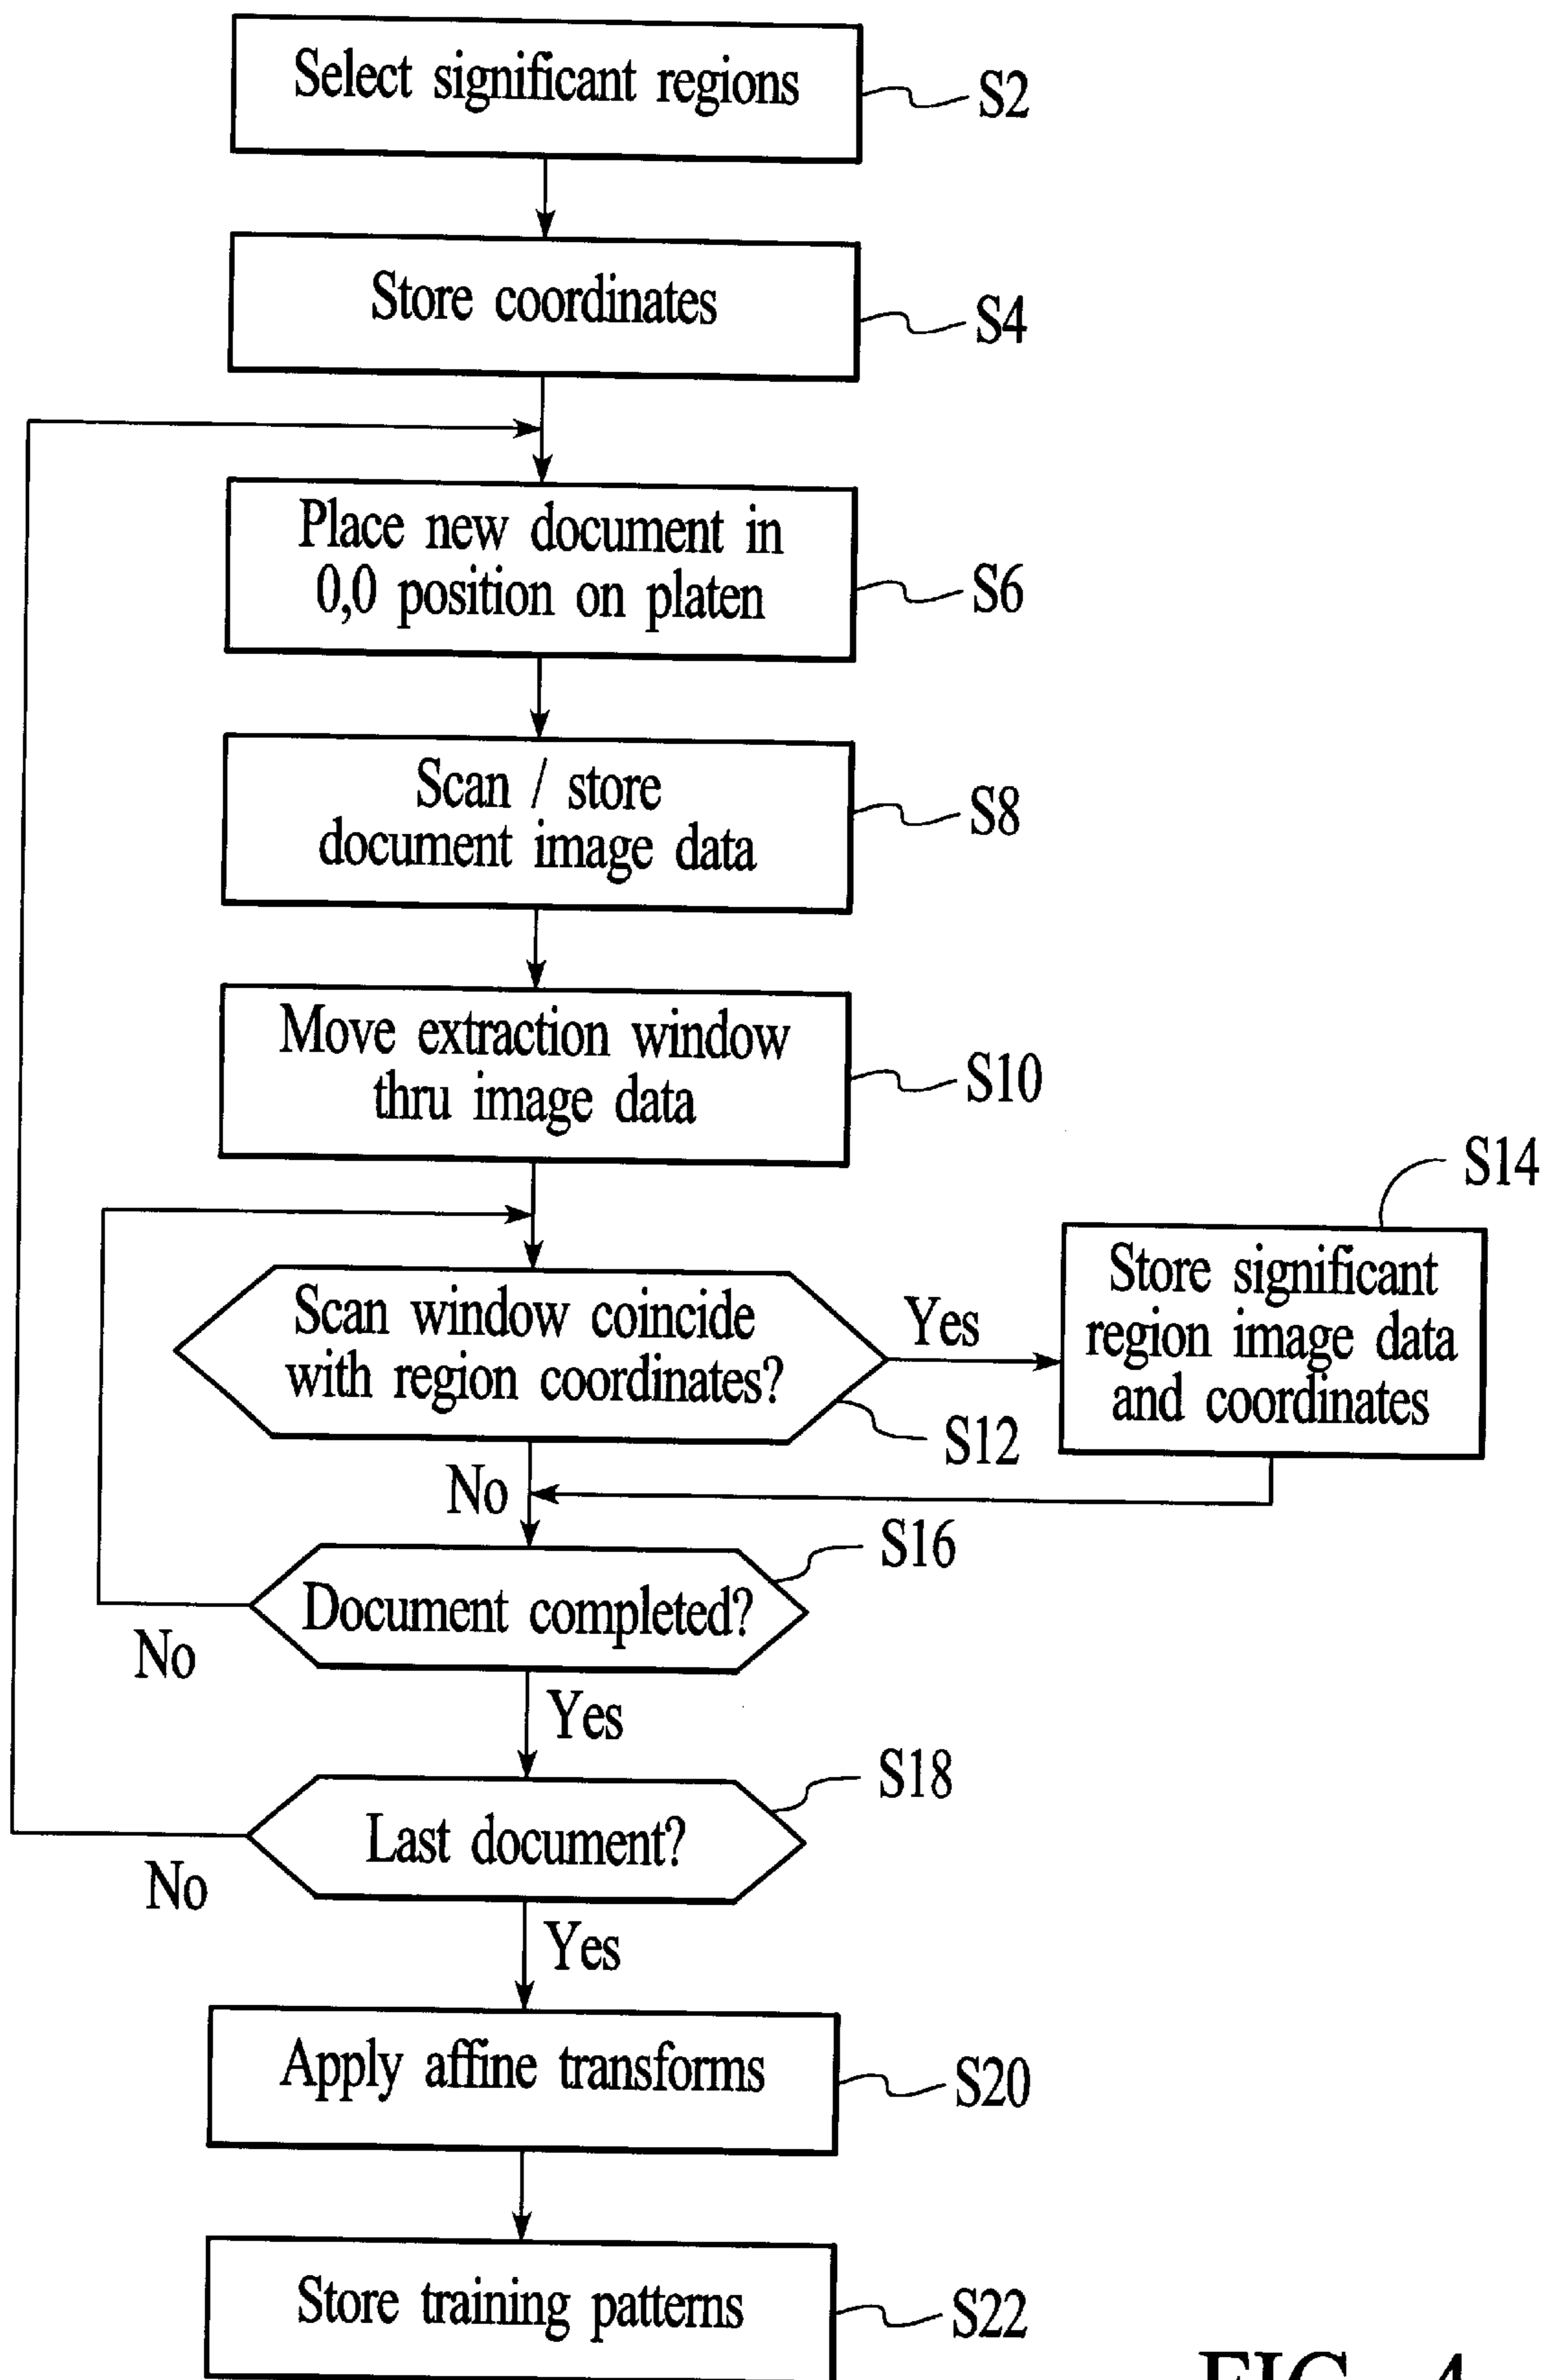 Select significant regions
S2
Store coordinates
S4
Place new document in
0,0 position on platen
S6
Scan / store
document image data
S8
Move extraction window
thru image data
S10
S14
Store significant
region image data
and coordinates
Scan window coincide
with region coordinates?
Yes
S12
No
S16
Document completed?
No
Yes
S18
Last document?
No
Yes
Apply affine transforms
S20
Store training patterns
S22
FIG. 4